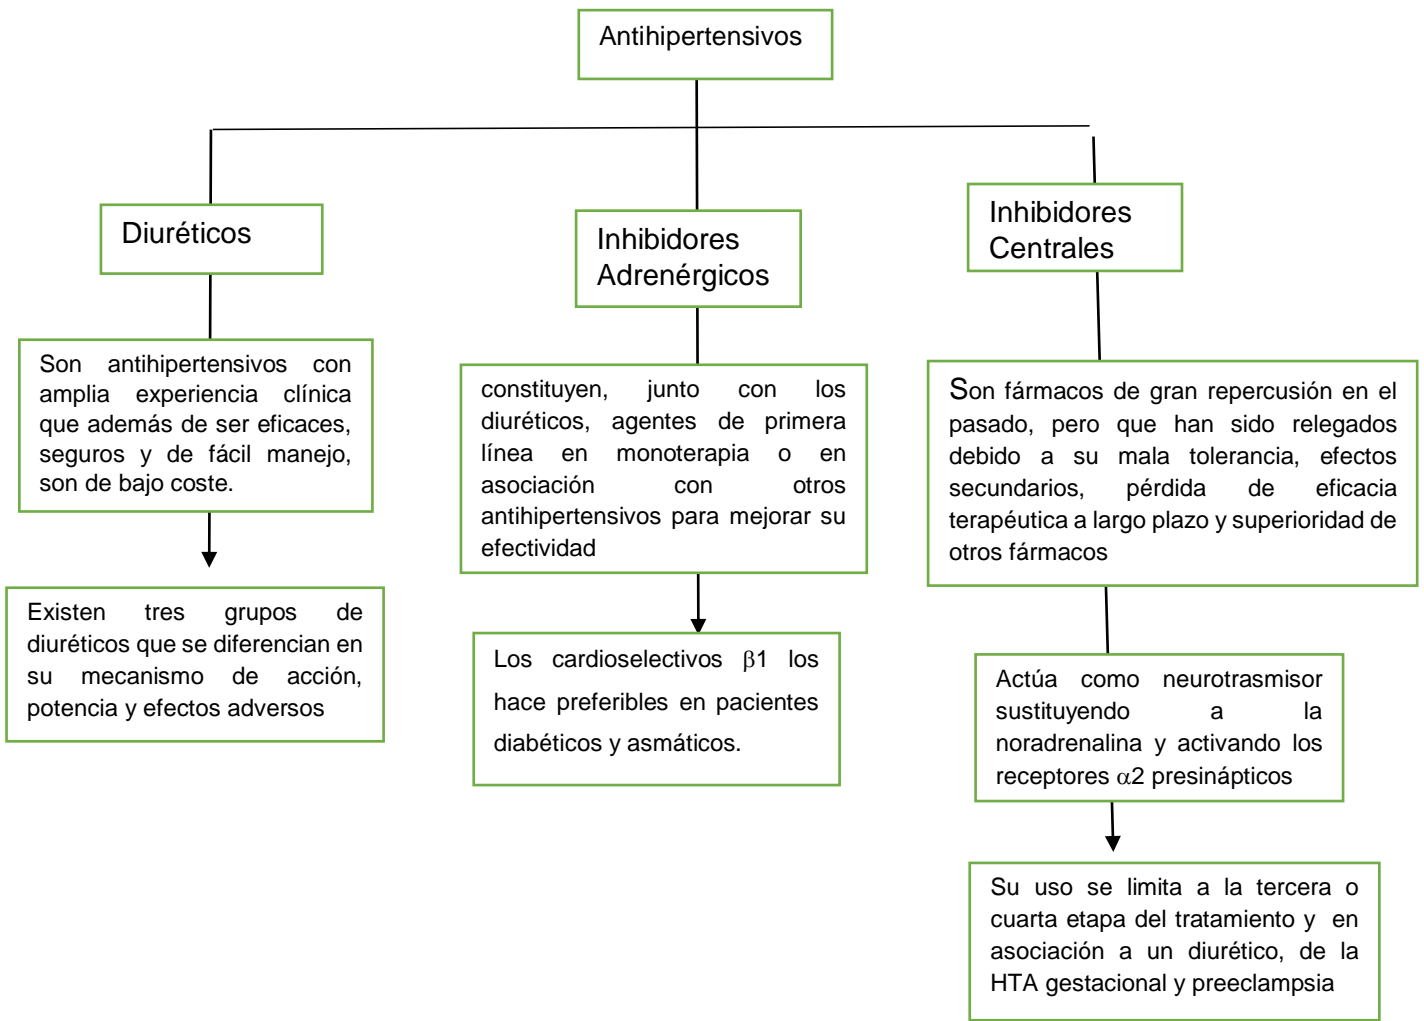 Antihipertensivos
Diuréticos
Inhibidores
Adrenérgicos
Inhibidores
Centrales
Son antihipertensivos con
amplia experiencia clínica
que además de ser eficaces,
seguros y de fácil manejo,
son de bajo coste.
constituyen, junto con los
diuréticos, agentes de primera
línea en monoterapia o en
asociación con otros
antihipertensivos para mejorar su
efectividad
Son fármacos de gran repercusión en el
pasado, pero que han sido relegados
debido a su mala tolerancia, efectos
secundarios, pérdida de eficacia
terapéutica a largo plazo y superioridad de
otros fármacos
Existen tres grupos de
diuréticos que se diferencian en
su mecanismo de acción,
potencia y efectos adversos
Los cardioselectivos β1 los
hace preferibles en pacientes
diabéticos y asmáticos.
Actúa como neurotrasmisor
sustituyendo a la
noradrenalina y activando los
receptores α2 presinápticos
Su uso se limita a la tercera o
cuarta etapa del tratamiento y en
asociación a un diurético, de la
HTA gestacional y preeclampsia